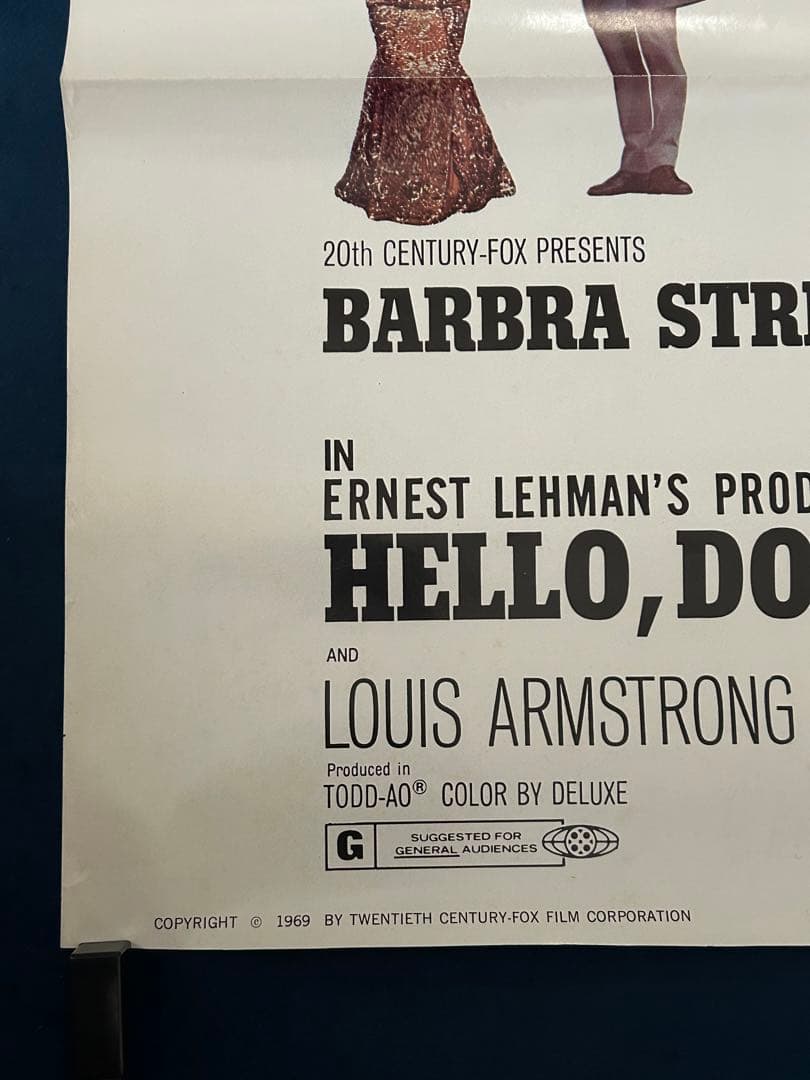 20th CENTURY-FOX PRESENTS
BARBRA STR
IN
ERNEST LEHMAN'S PROD
HELLO, DO
AND
LOUIS ARMSTRONG
Produced in
TODD-AO® COLOR BY DELUXE
G SUGGESTED FOR
GENERAL AUDIENCES
COPYRIGHT © 1969 BY TWENTIETH CENTURY-FOX FILM CORPORATION